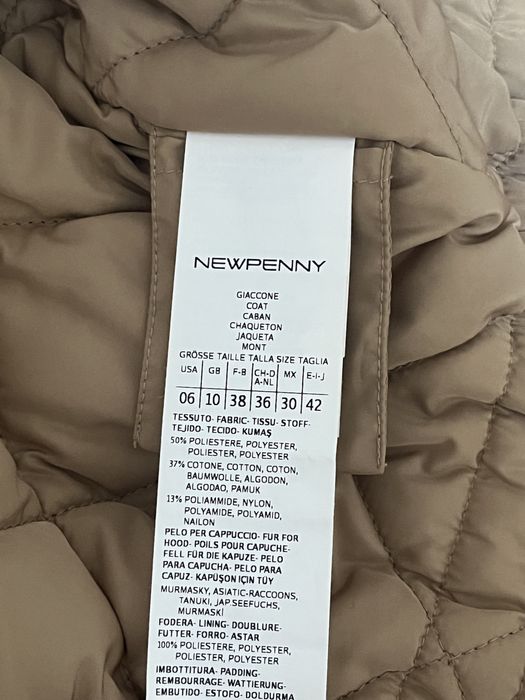 NEWPENNY
GIACCONE
COAT
CABAN
CHAQUETON
JAQUETA
MONT
GRÖSSE TAILLE TALLA SIZE TAGLIA
USA GB F-B CH-D A-NL MX E-I-J
06 10 38 36 30 42
TESSUTO- FABRIC- TISSU- STOFF-
TEJIDO- TECIDO- KUMAŞ
50% POLIESTERE, POLYESTER,
POLIESTER, POLYESTER
37% COTONE, COTTON, COTON,
BAUMWOLLE, ALGODON,
ALGODAO, PAMUK
13% POLIAMMIDE, NYLON,
POLYAMIDE, POLYAMID,
NAILON
PELO PER CAPPUCCIO- FUR FOR
HOOD- POILS POUR CAPUCHE-
FELL FÜR DIE KAPUZE- PELO
PARA CAPUCHA- PELO PARA
CAPUZ- KAPÜŞON IÇIN TÜY
MURMASKY, ASIATIC-RACCOONS,
TANUKI, JAP.SEEFUCHS,
MURMASKİ
FODERA- LINING- DOUBLURE-
FUTTER- FORRO- ASTAR
100% POLIESTERE, POLYESTER,
POLIESTER, POLYESTER
IMBOTTITURA- PADDING-
REMBOURRAGE- WATTIERUNG-
EMBUTIDO- ESTOFO- DOLDURMA